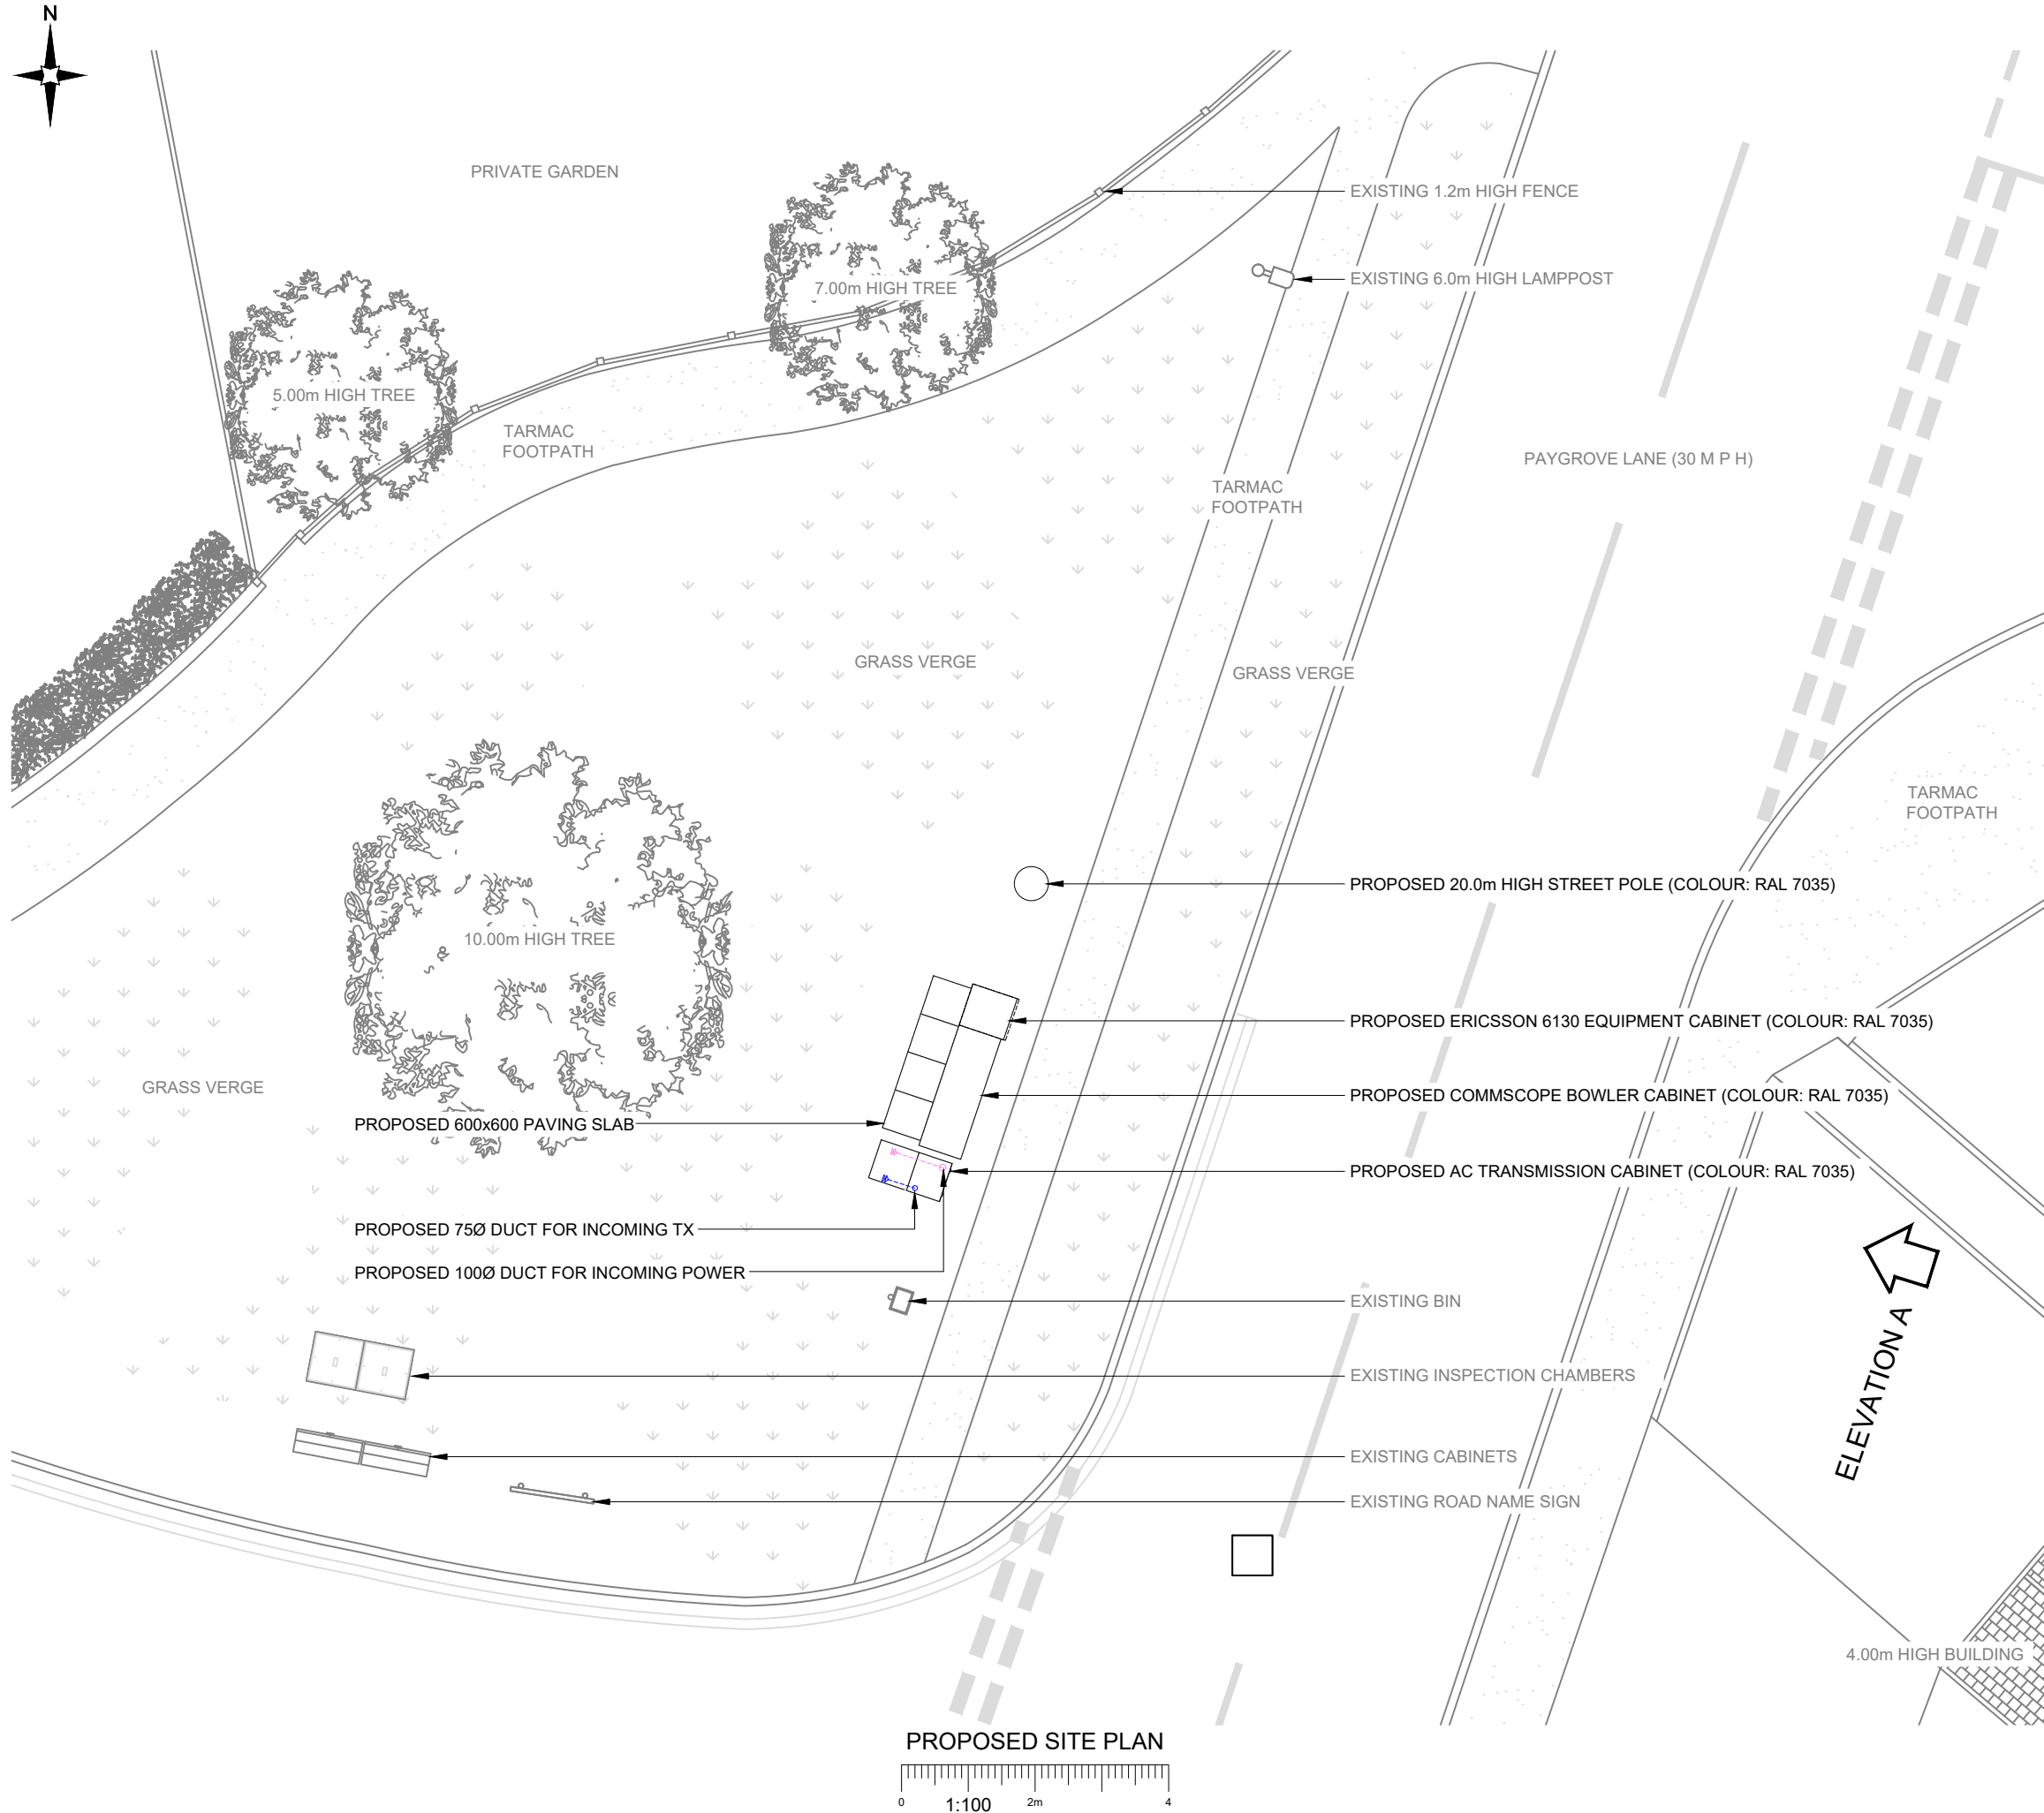 N
PRIVATE GARDEN
EXISTING 1.2m HIGH FENCE
EXISTING 6.0m HIGH LAMPPOST
7.00m HIGH TREE
5.00m HIGH TREE
TARMAC
FOOTPATH
PAYGROVE LANE (30 M P H)
TARMAC
FOOTPATH
GRASS VERGE
GRASS VERGE
TARMAC
FOOTPATH
PROPOSED 20.0m HIGH STREET POLE (COLOUR: RAL 7035)
10.00m HIGH TREE
PROPOSED ERICSSON 6130 EQUIPMENT CABINET (COLOUR: RAL 7035)
GRASS VERGE
PROPOSED COMMSCOPE BOWLER CABINET (COLOUR: RAL 7035)
PROPOSED 600x600 PAVING SLAB
PROPOSED AC TRANSMISSION CABINET (COLOUR: RAL 7035)
PROPOSED 75Ø DUCT FOR INCOMING TX
PROPOSED 100Ø DUCT FOR INCOMING POWER
EXISTING BIN
ELEVATION A
EXISTING INSPECTION CHAMBERS
EXISTING CABINETS
EXISTING ROAD NAME SIGN
4.00m HIGH BUILDING
PROPOSED SITE PLAN
0 1:100 2m 4